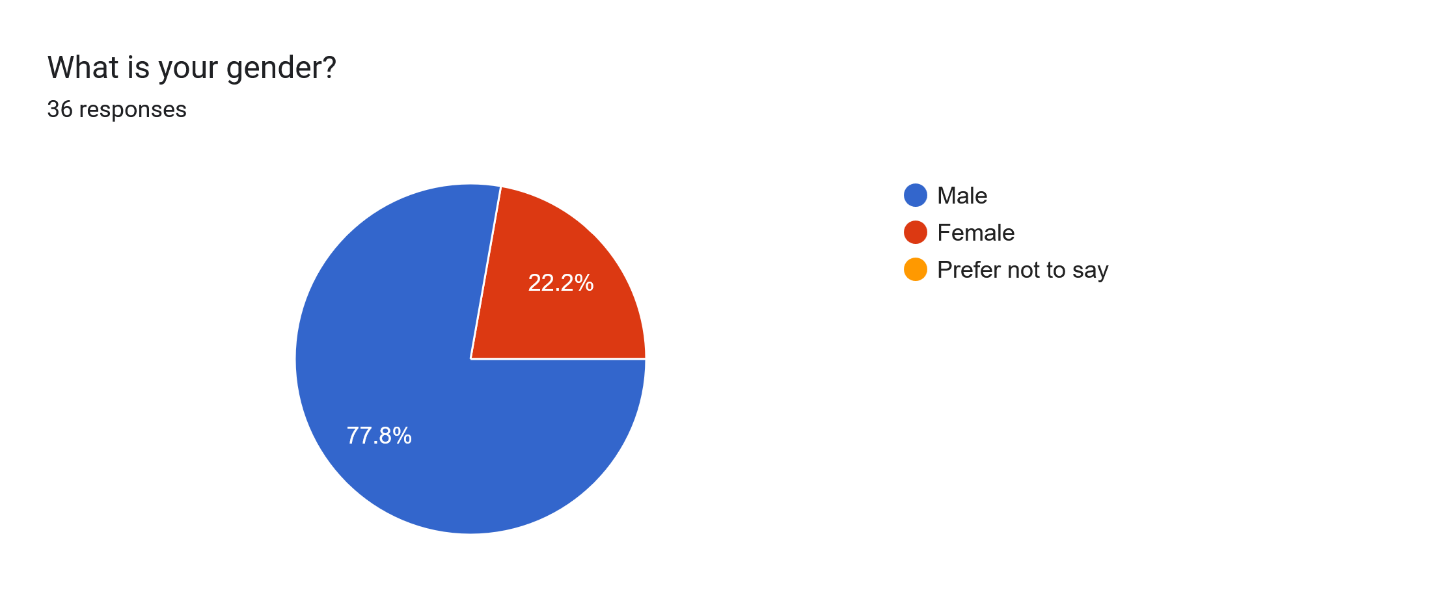 What is your gender?
36 responses
22.2%
77.8%
Male
Female
Prefer not to say